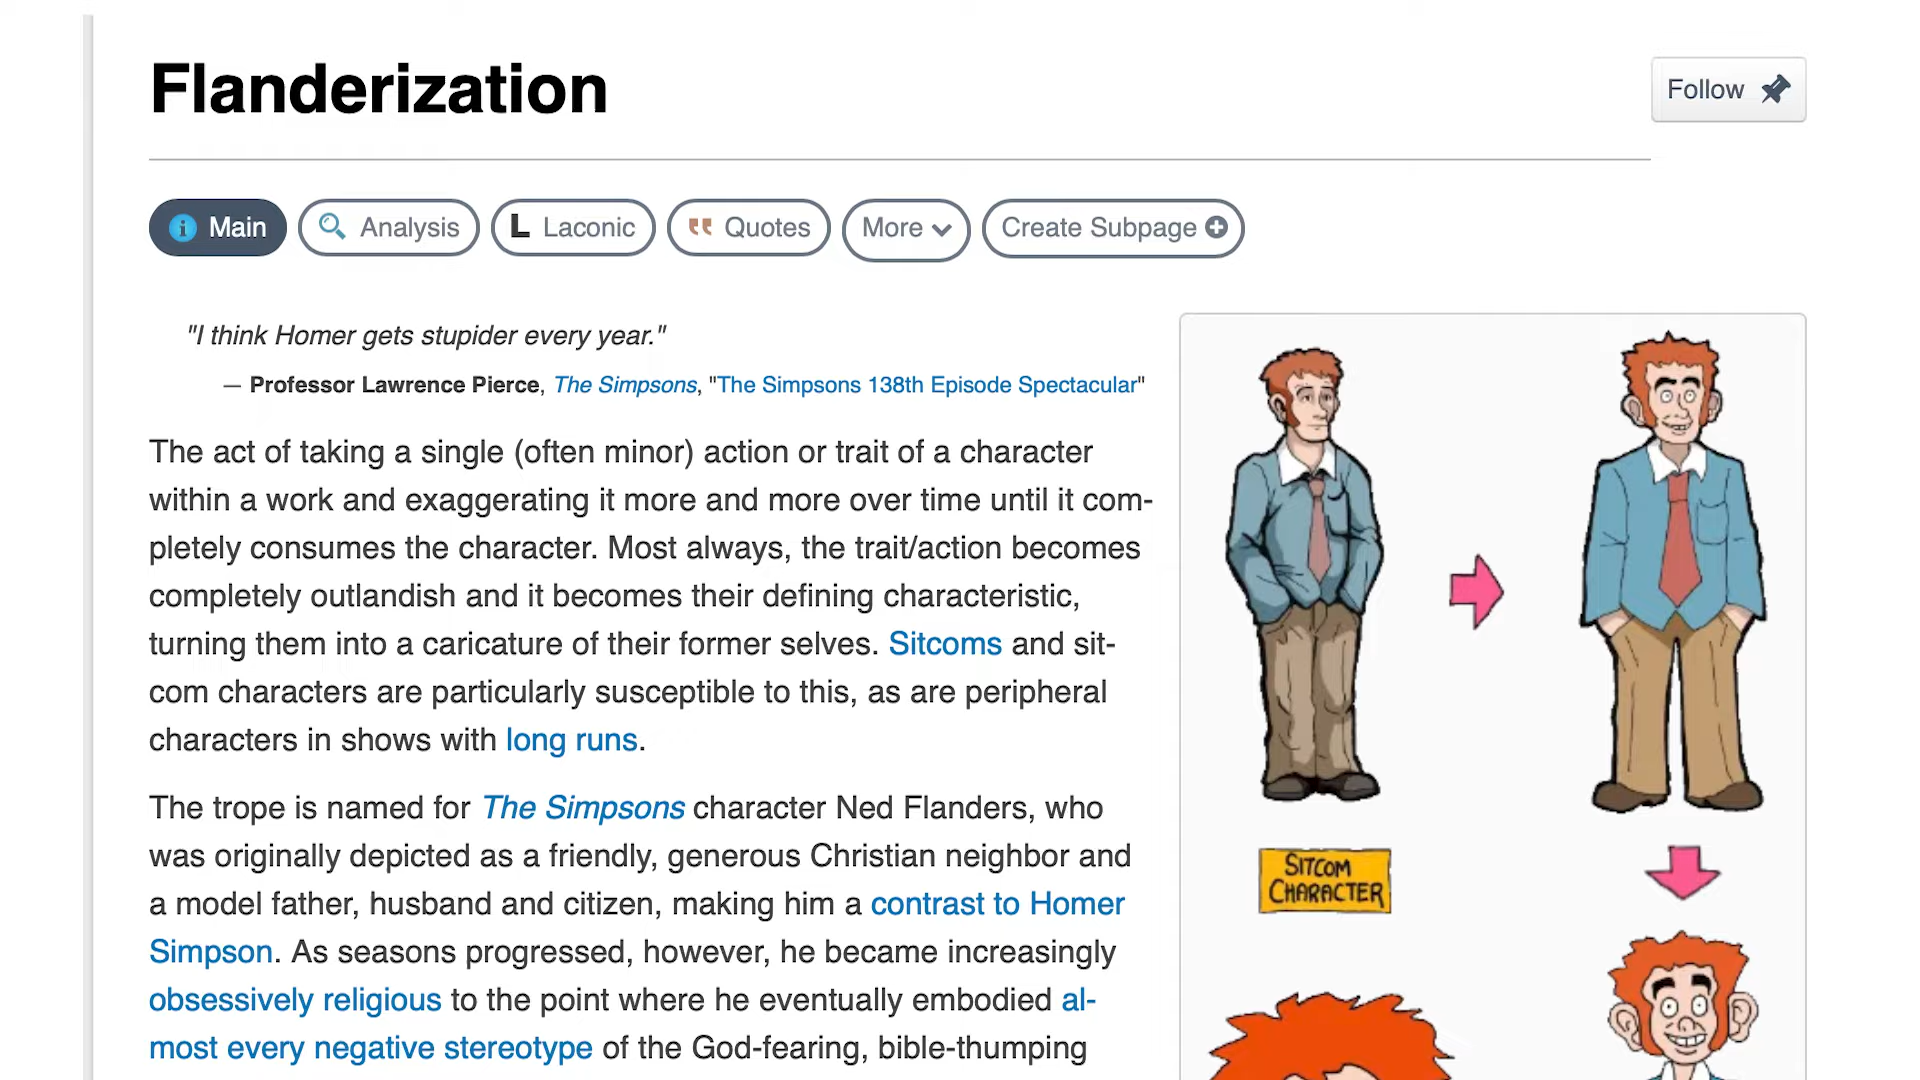 Flanderization
Follow
Main
Analysis
L Laconic
Quotes
More
Create Subpage
"I think Homer gets stupider every year."
— Professor Lawrence Pierce, The Simpsons, "The Simpsons 138th Episode Spectacular"
The act of taking a single (often minor) action or trait of a character
within a work and exaggerating it more and more over time until it com-
pletely consumes the character. Most always, the trait/action becomes
completely outlandish and it becomes their defining characteristic,
turning them into a caricature of their former selves. Sitcoms and sit-
com characters are particularly susceptible to this, as are peripheral
characters in shows with long runs.
The trope is named for The Simpsons character Ned Flanders, who
was originally depicted as a friendly, generous Christian neighbor and
a model father, husband and citizen, making him a contrast to Homer
Simpson. As seasons progressed, however, he became increasingly
obsessively religious to the point where he eventually embodied al-
most every negative stereotype of the God-fearing, bible-thumping
SITCOM
CHARACTER